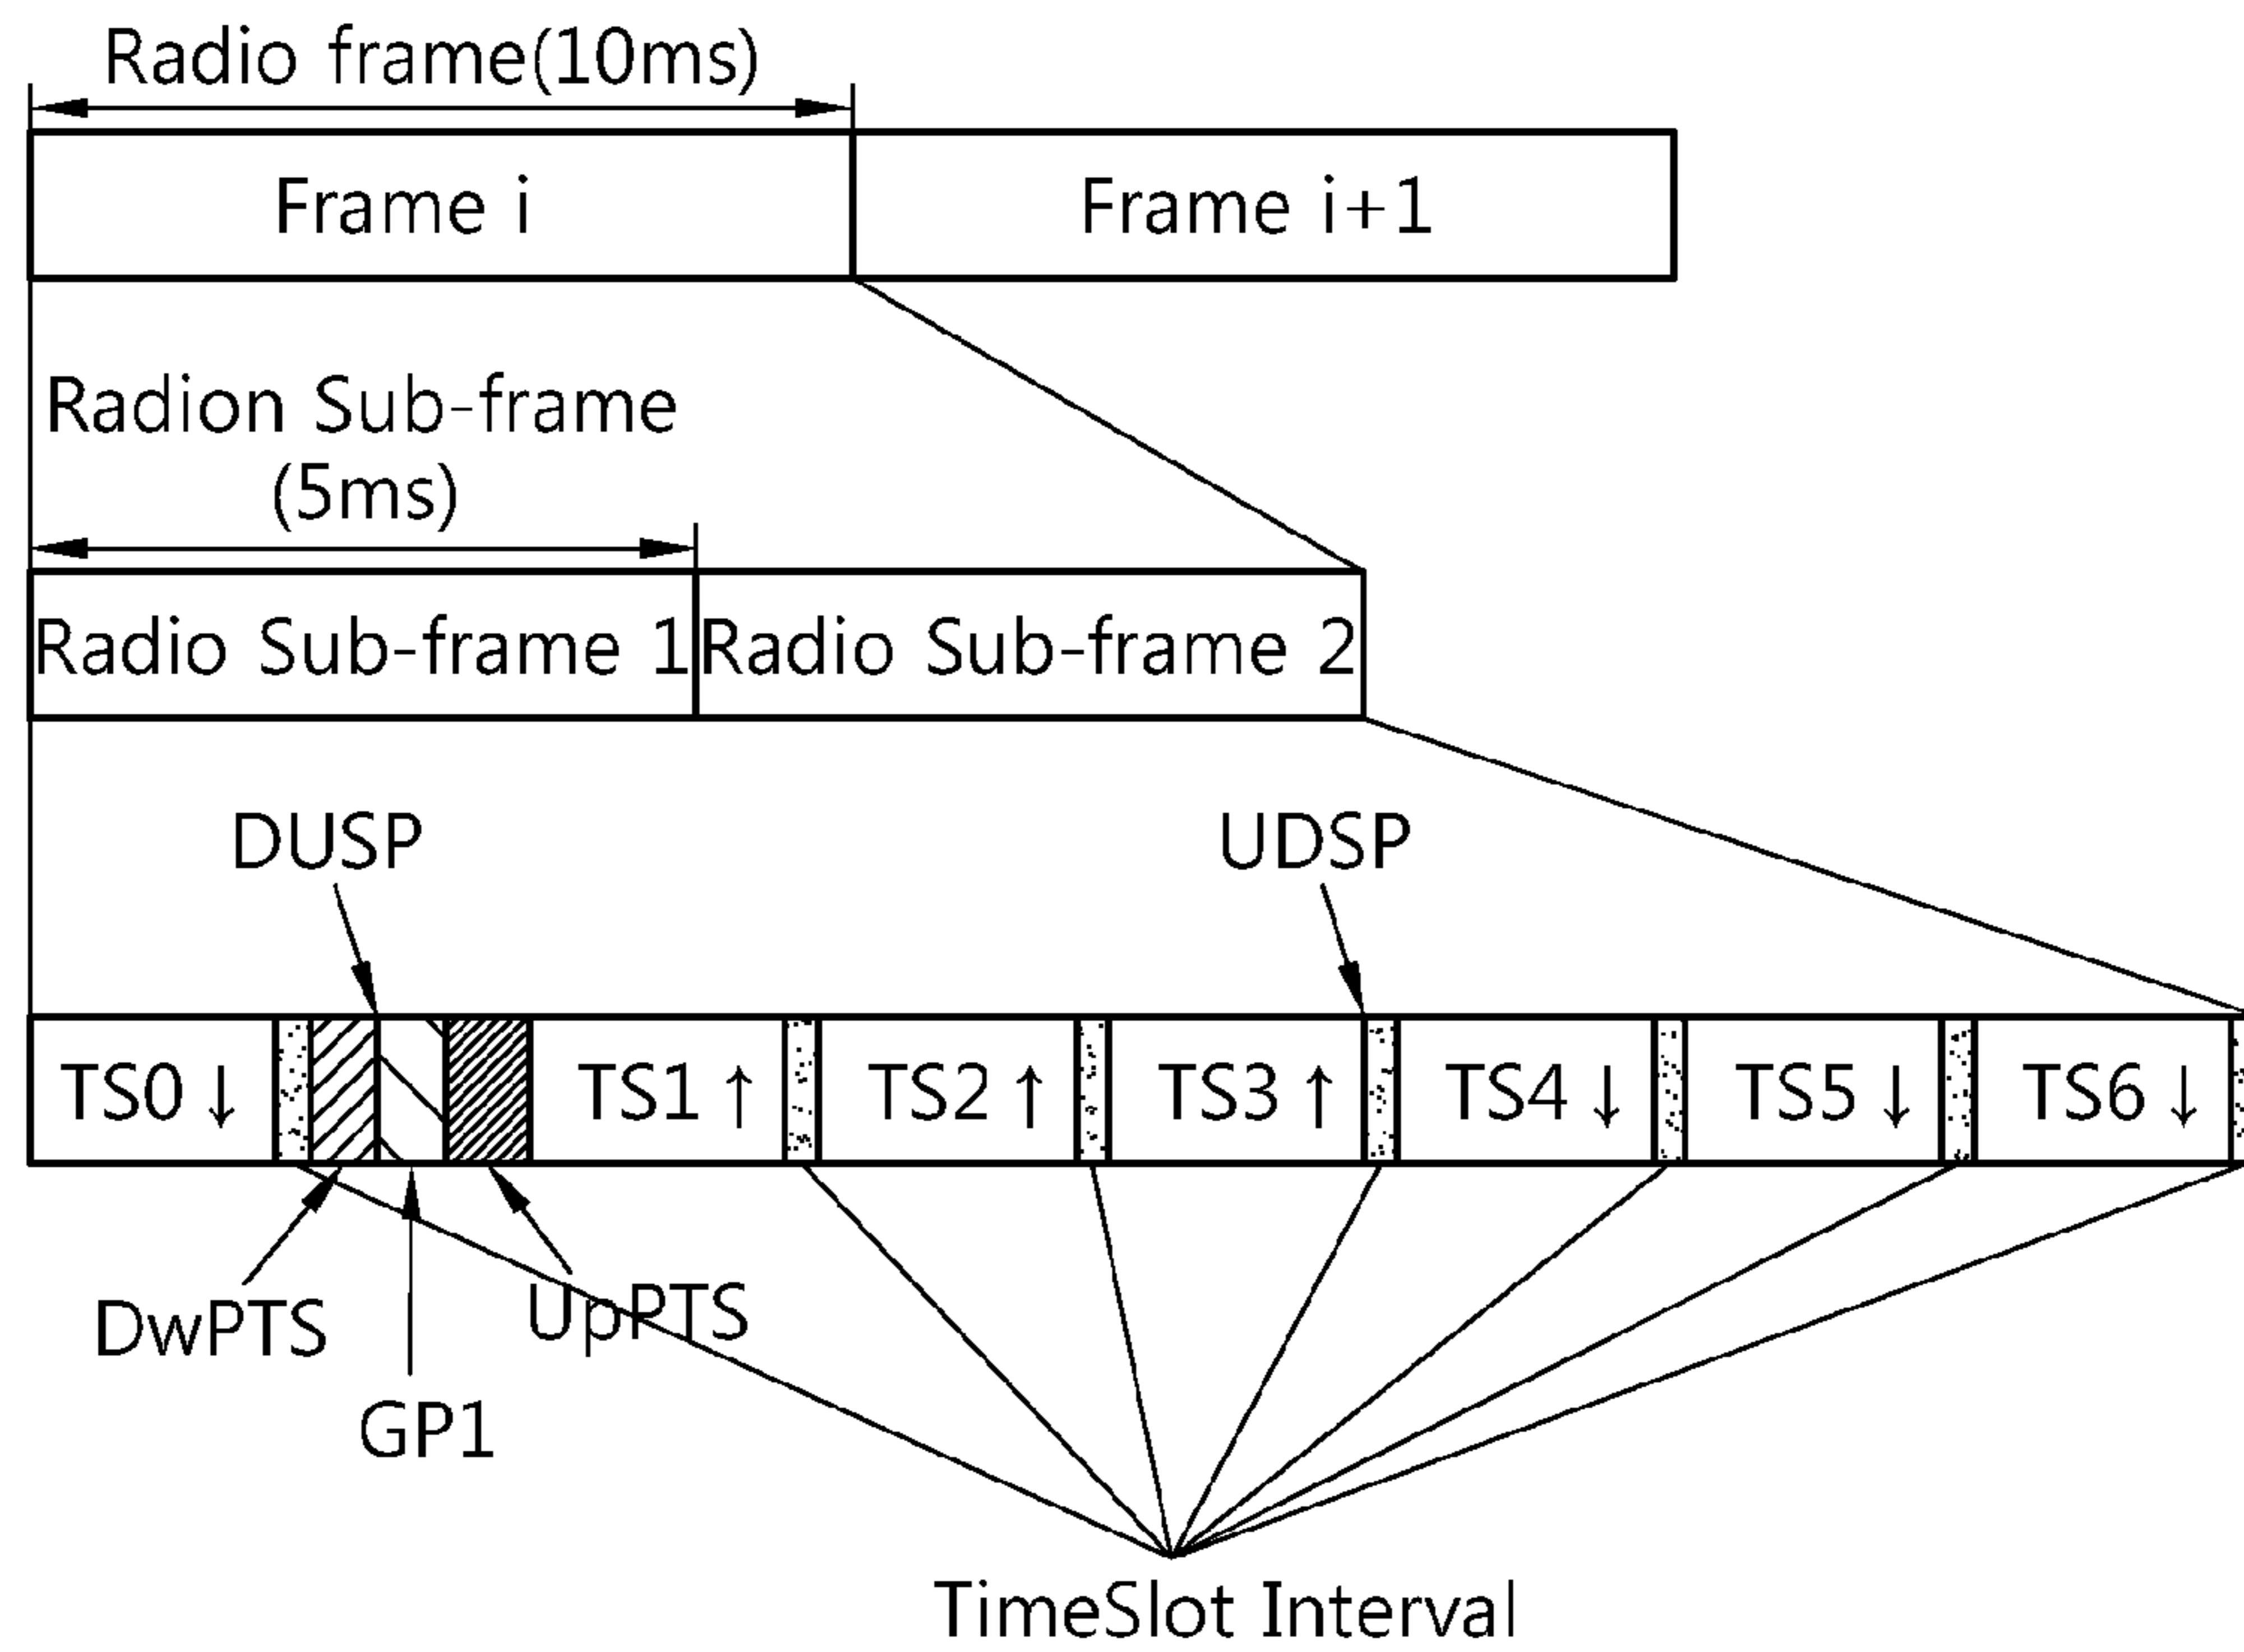 Radio frame(10ms)
Frame i
Frame i+1
Radion Sub-frame
(5ms)
Radio Sub-frame 1
Radio Sub-frame 2
DUSP
UDSP
TS0 ↓
TS1 ↑
TS2 ↑
TS3 ↑
TS4 ↓
TS5 ↓
TS6 ↓
DwPTS
UpPTS
GP1
TimeSlot Interval